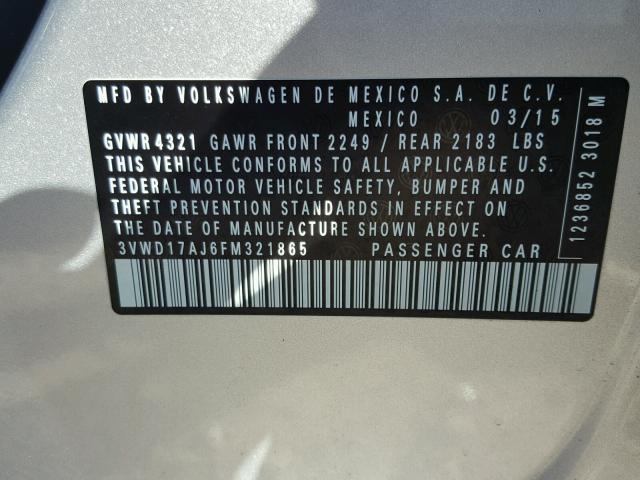 MFD BY VOLKSWAGEN DE MEXICO S.A. DE C.V.
MEXICO 03/15
GVWR 4321 GAWR FRONT 2249 / REAR 2183 LBS
THIS VEHICLE CONFORMS TO ALL APPLICABLE U.S.
FEDERAL MOTOR VEHICLE SAFETY, BUMPER AND
THEFT PREVENTION STANDARDS IN EFFECT ON
THE DATE OF MANUFACTURE SHOWN ABOVE.
3VWD17AJ6FM321865 PASSENGER CAR
1236852 3018 M